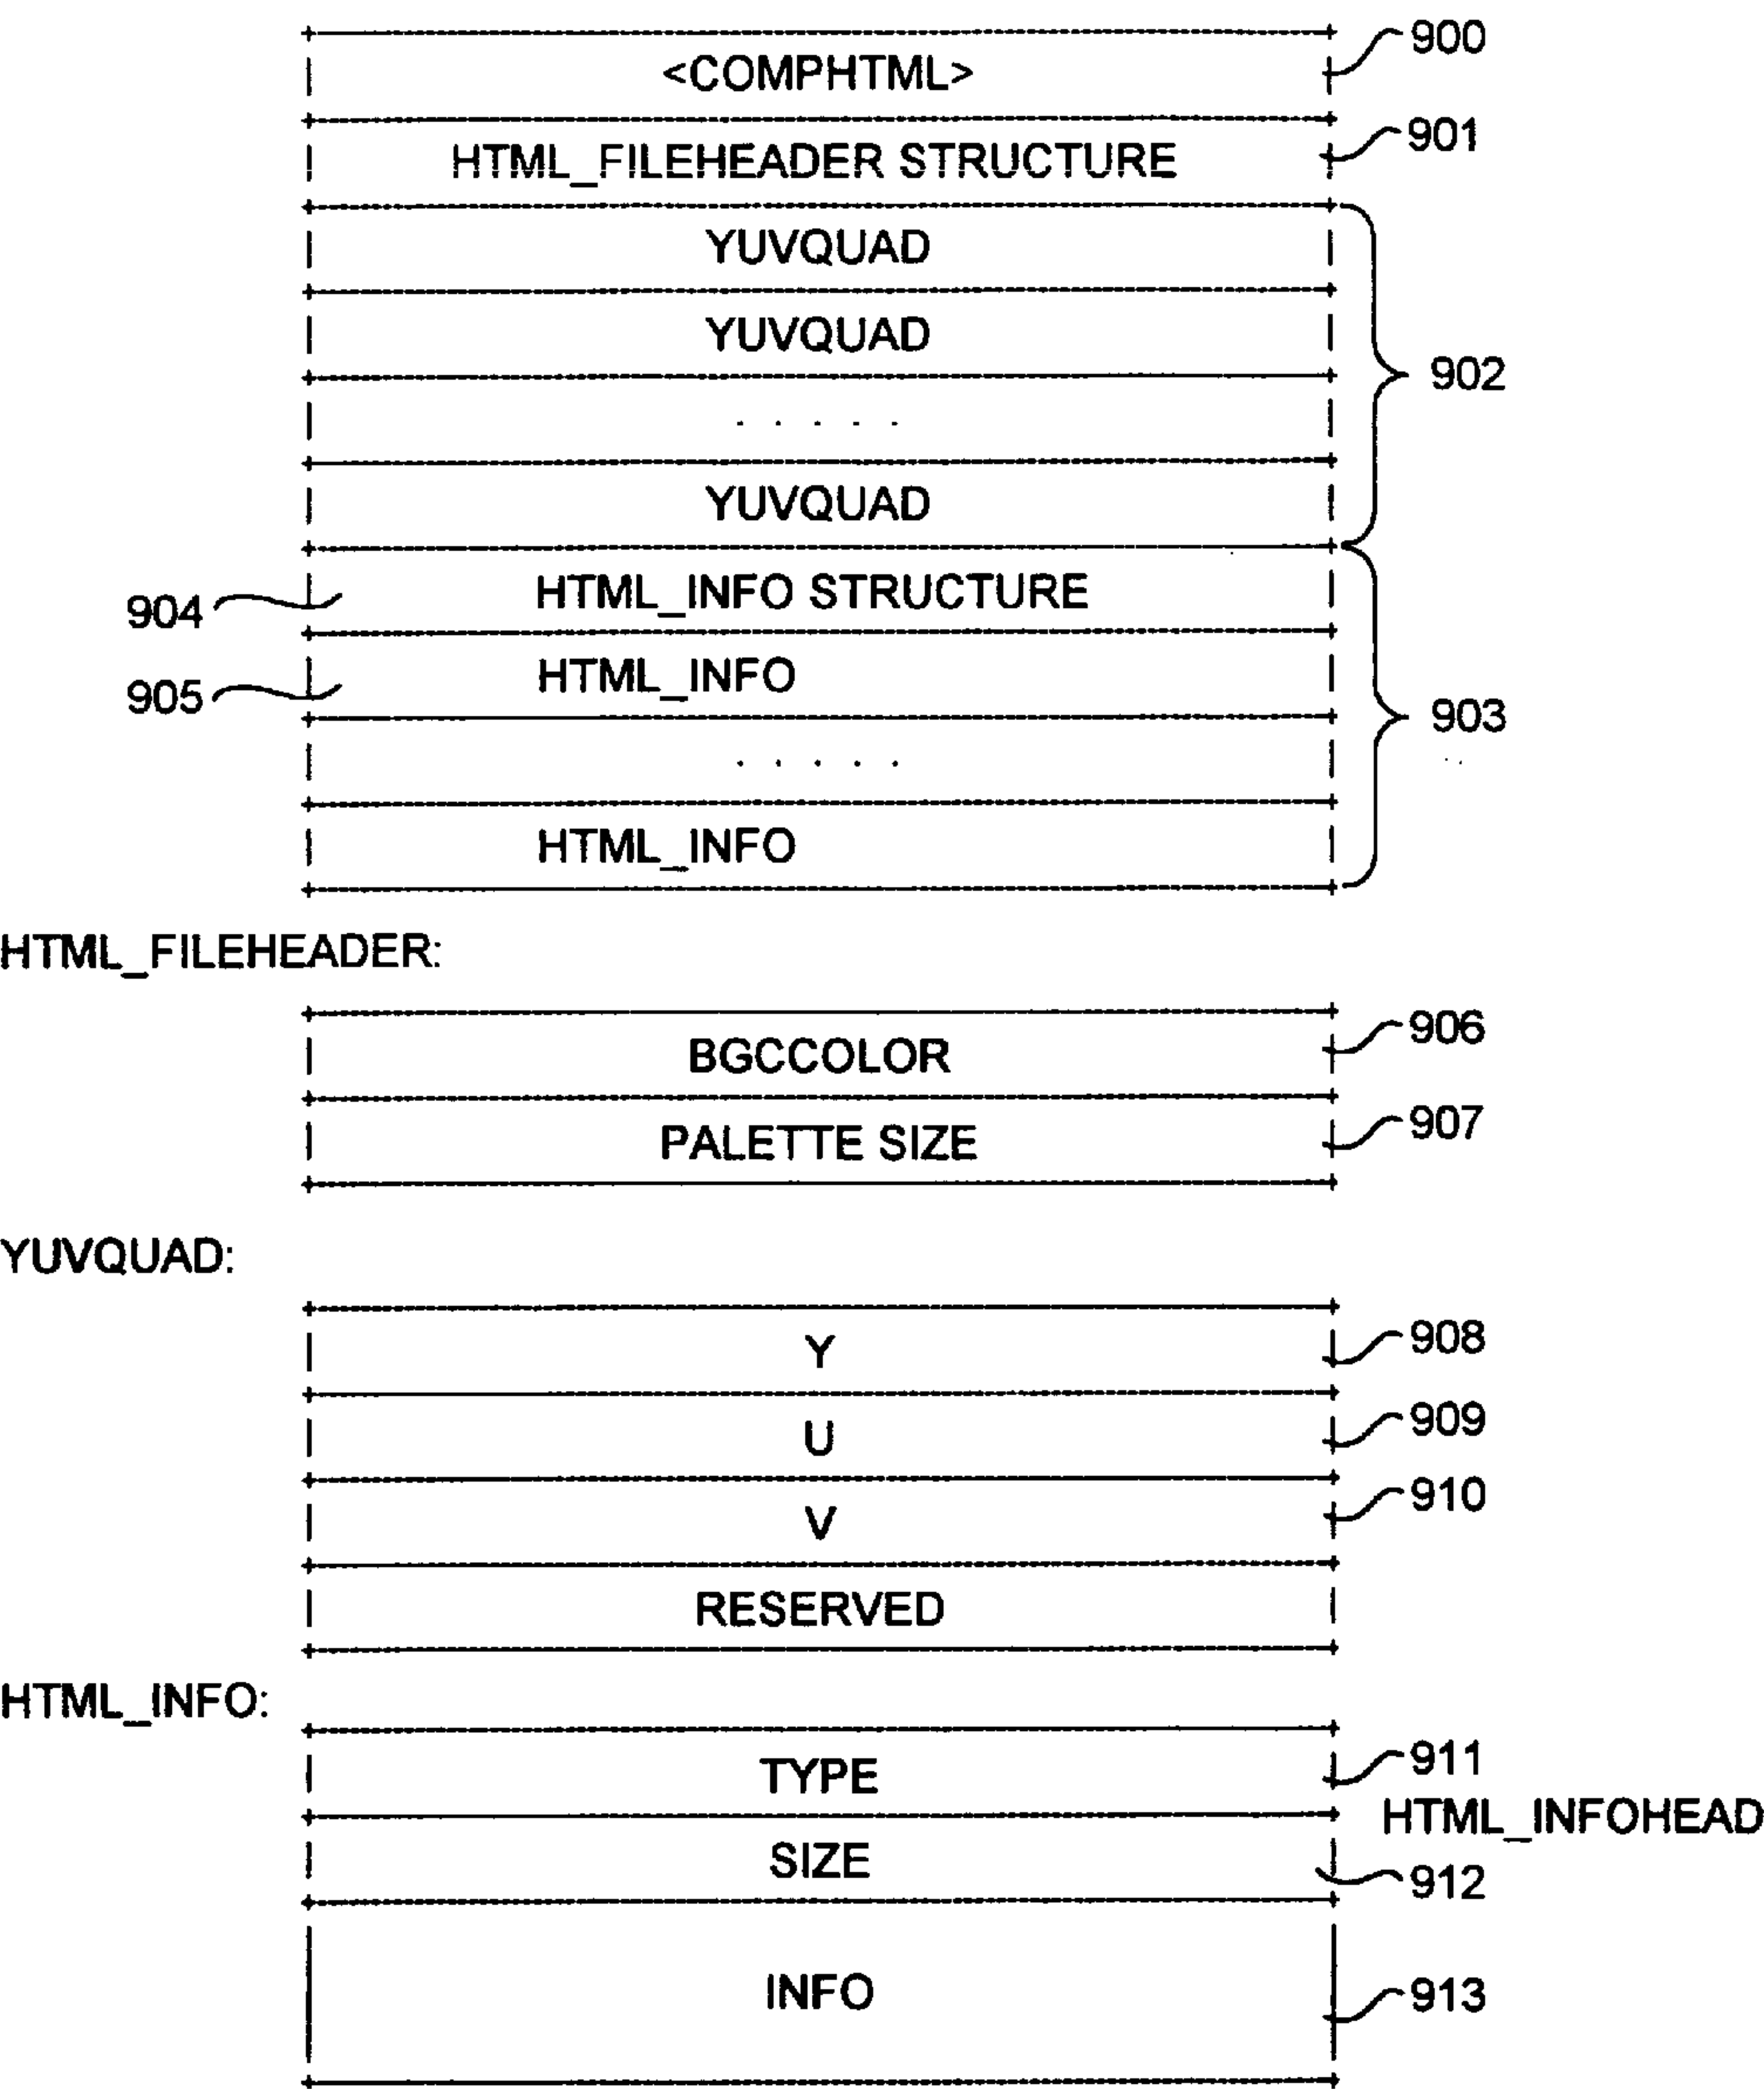 <COMPHTML> 900
HTML_FILEHEADER STRUCTURE 901
YUVQUAD
YUVQUAD
902
. . . . .
YUVQUAD
904 HTML_INFO STRUCTURE
905 HTML_INFO
903
. . . . .
HTML_INFO
HTML_FILEHEADER:
BGCCOLOR 906
PALETTE SIZE 907
YUVQUAD:
Y 908
U 909
V 910
RESERVED
HTML_INFO:
TYPE 911
HTML_INFOHEAD
SIZE 912
INFO 913